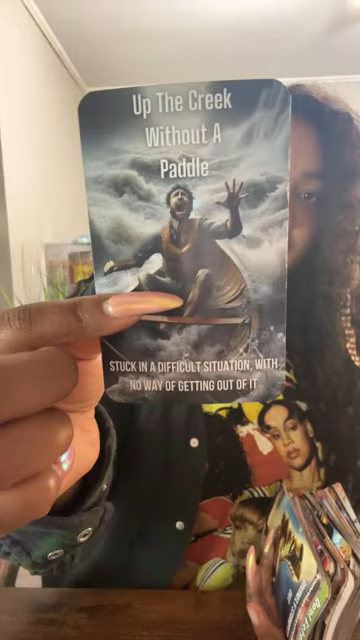 Up The Creek
Without A
Paddle
STUCK IN A DIFFICULT SITUATION, WITH
NO WAY OF GETTING OUT OF IT